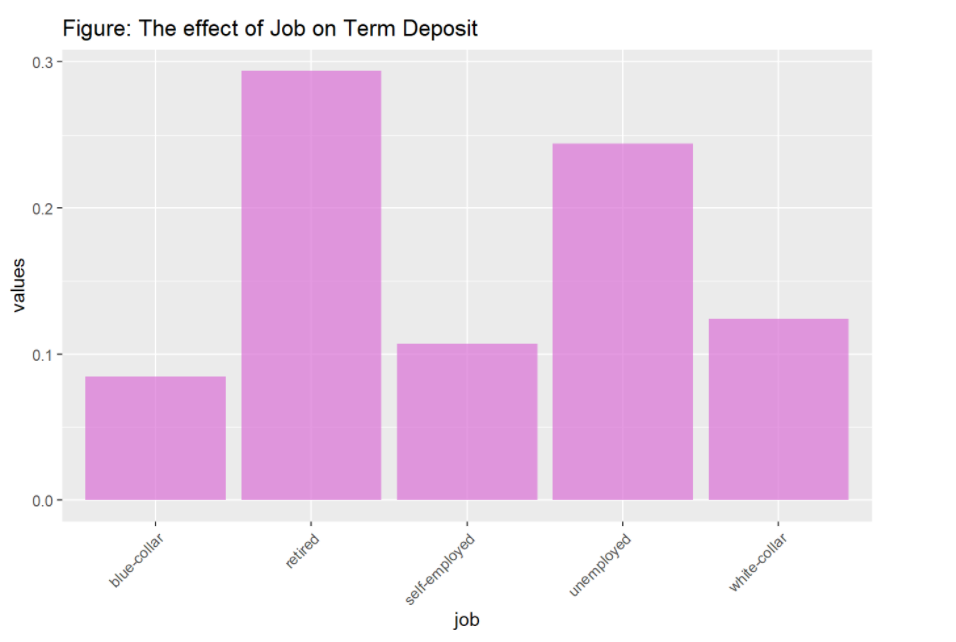 Figure: The effect of Job on Term Deposit
0.3
0.2
0.1
0.0
values
blue-collar
retired
self-employed
unemployed
white-collar
job